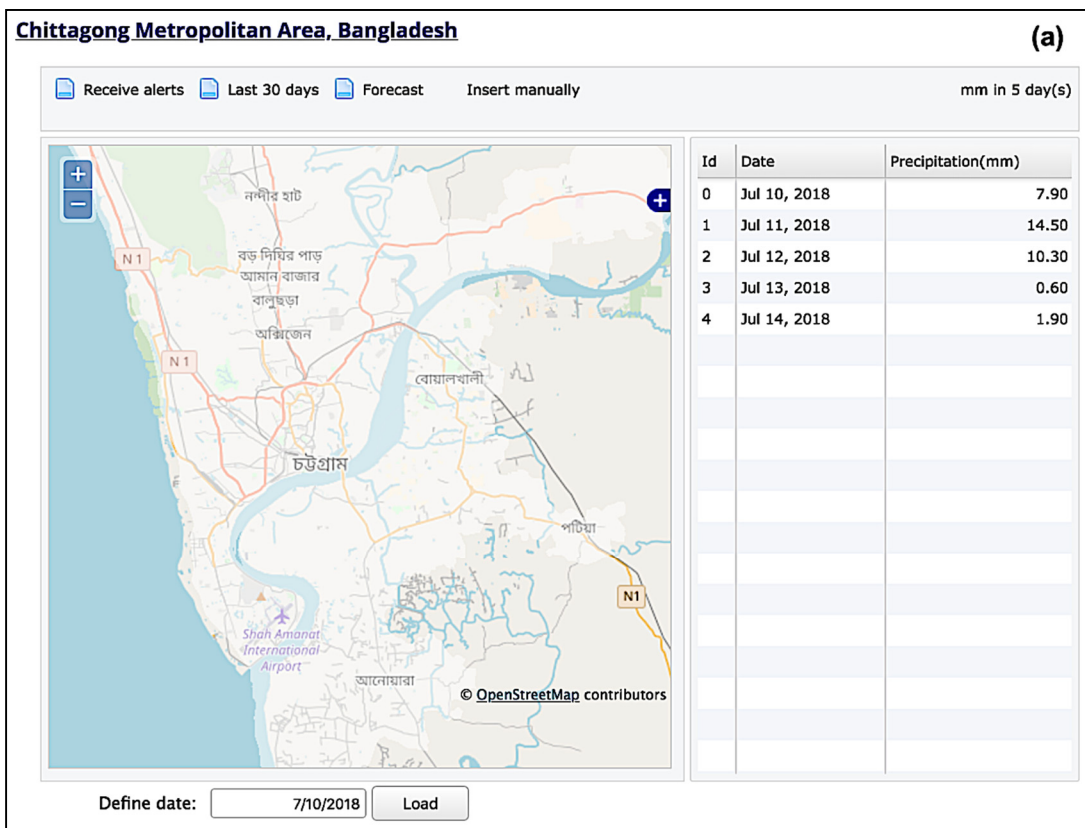 Chittagong Metropolitan Area, Bangladesh
(a)
Receive alerts Last 30 days Forecast Insert manually mm in 5 day(s)
+
−
নন্দীর হাট
N 1
বড় দিঘির পাড়
আমান বাজার
বালুছড়া
অক্সিজেন
N 1
বোয়ালখালী
চট্টগ্রাম
পটিয়া
N1
Shah Amanat
International
Airport
আনোয়ারা
© OpenStreetMap contributors
+
Id Date Precipitation(mm)
0 Jul 10, 2018 7.90
1 Jul 11, 2018 14.50
2 Jul 12, 2018 10.30
3 Jul 13, 2018 0.60
4 Jul 14, 2018 1.90
Define date: 7/10/2018 Load